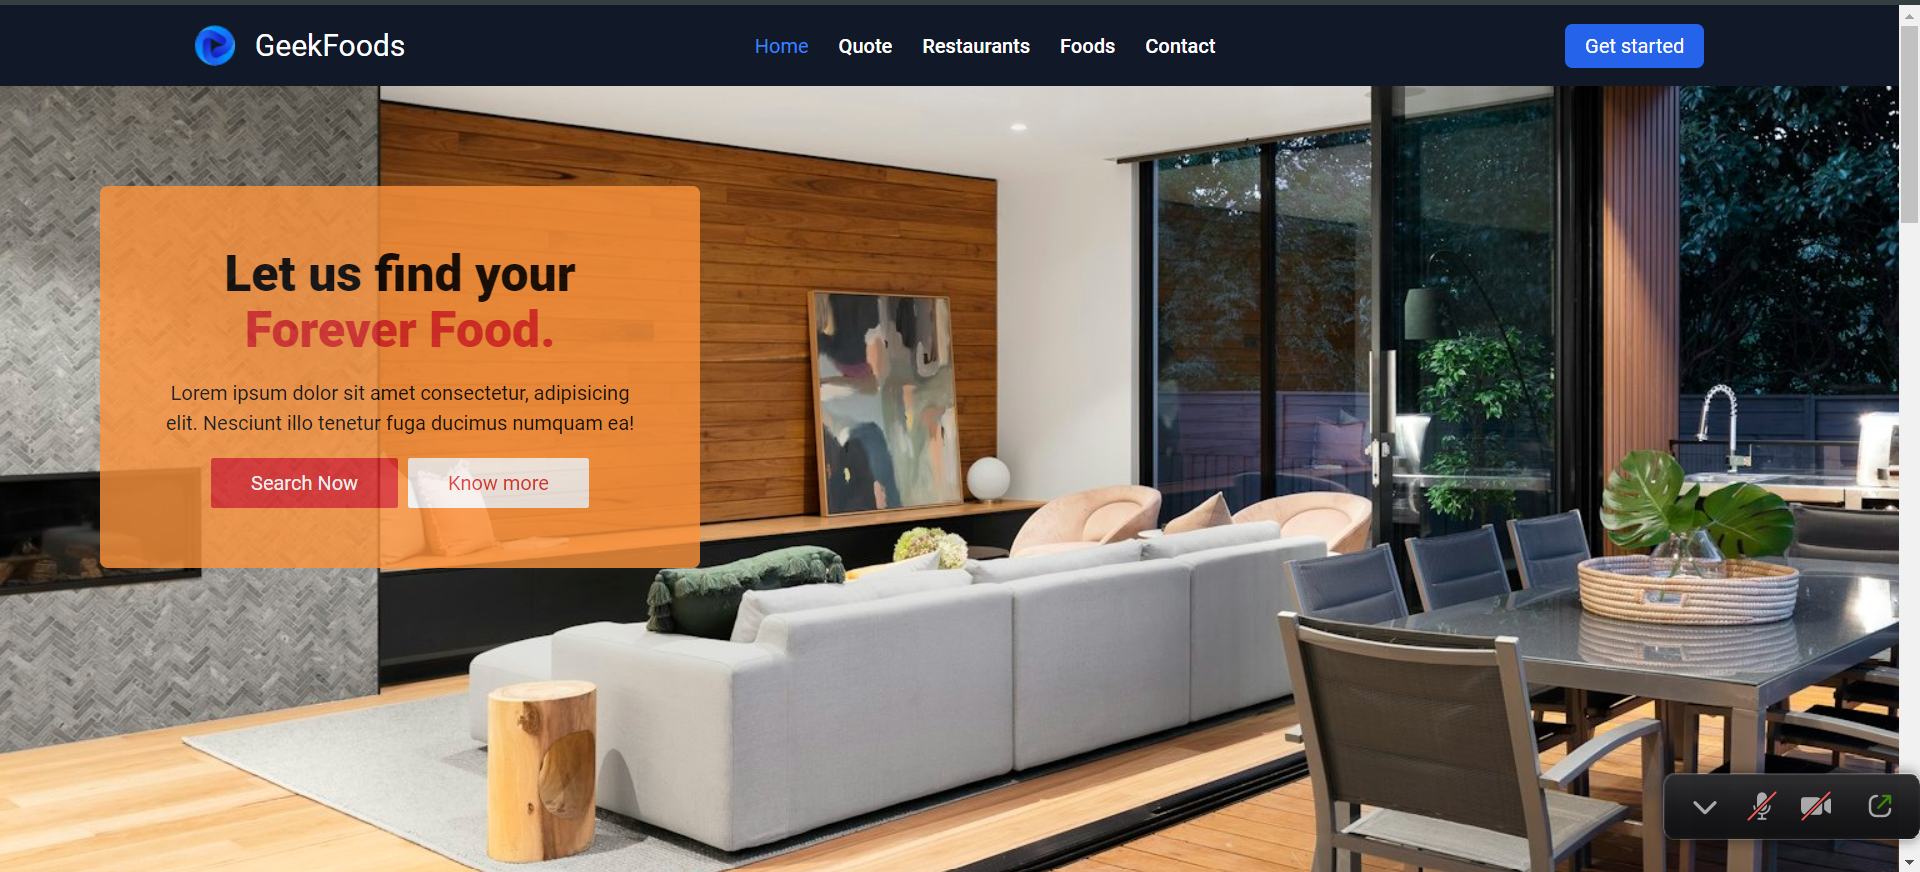 GeekFoods
Home Quote Restaurants Foods Contact
Get started
Let us find your
Forever Food.
Lorem ipsum dolor sit amet consectetur, adipisicing
elit. Nesciunt illo tenetur fuga ducimus numquam ea!
Search Now
Know more